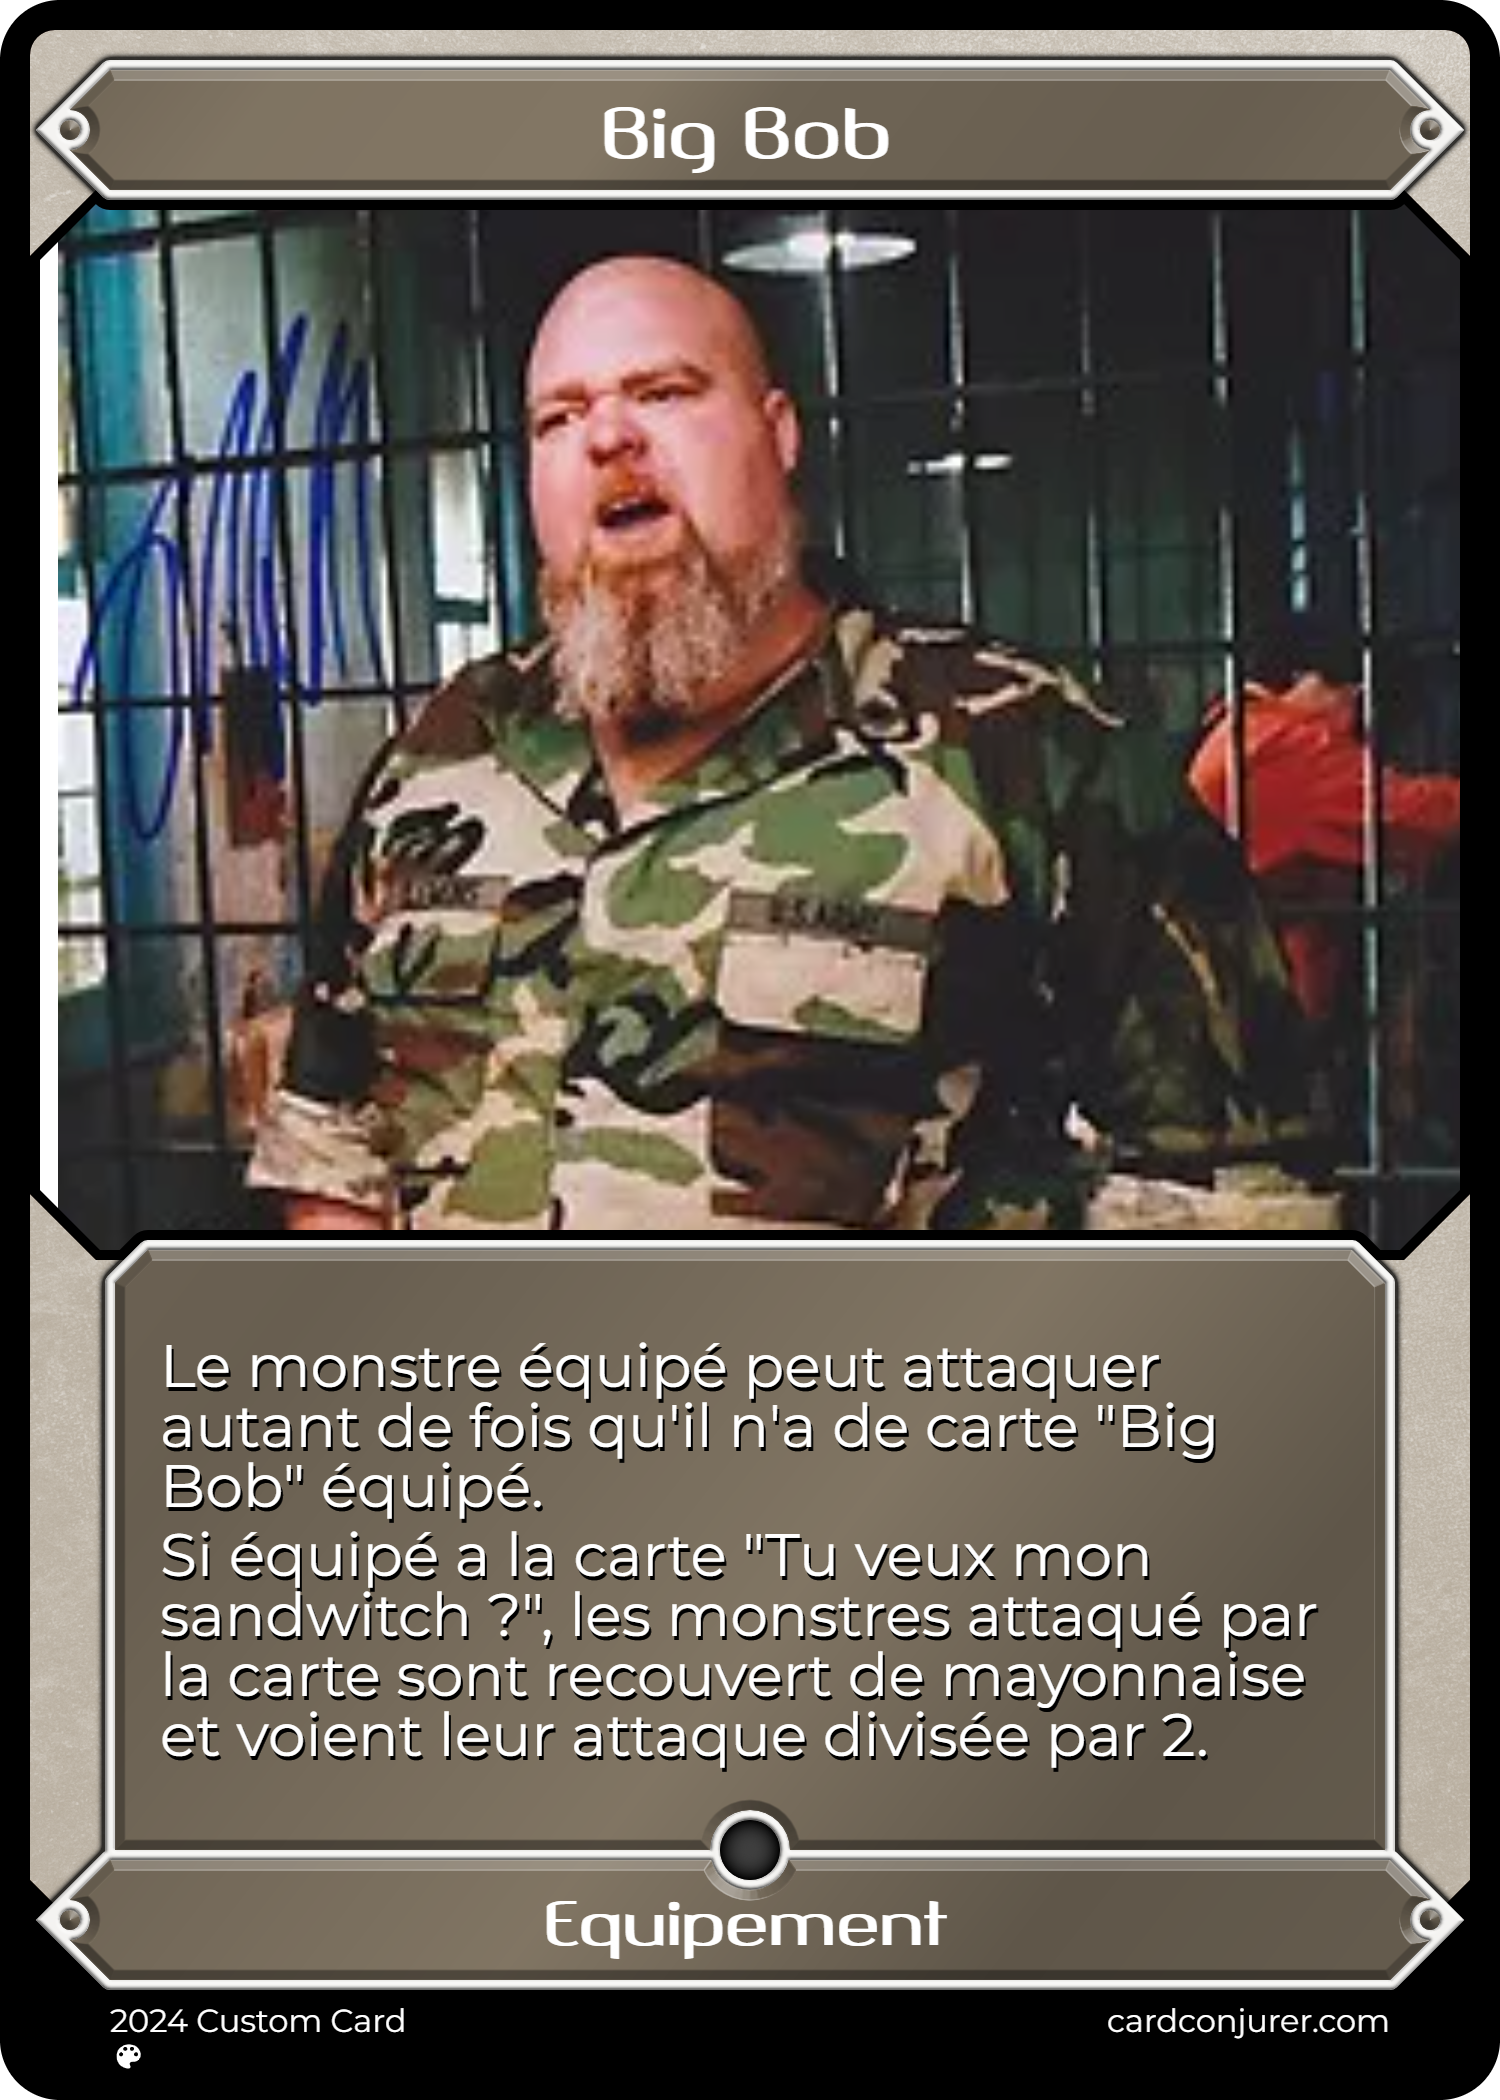 Big Bob
Le monstre équipé peut attaquer
autant de fois qu'il n'a de carte "Big
Bob" équipé.
Si équipé a la carte "Tu veux mon
sandwitch ?", les monstres attaqué par
la carte sont recouvert de mayonnaise
et voient leur attaque divisée par 2.
Equipement
2024 Custom Card
cardconjurer.com